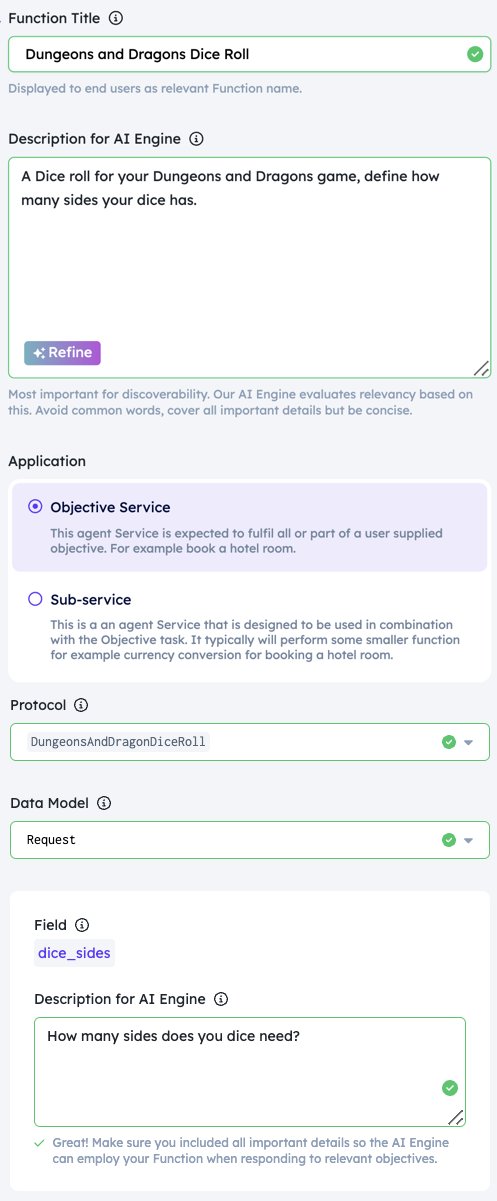 Function Title
Dungeons and Dragons Dice Roll
Displayed to end users as relevant Function name.
Description for AI Engine
A Dice roll for your Dungeons and Dragons game, define how
many sides your dice has.
Refine
Most important for discoverability. Our AI Engine evaluates relevancy based on
this. Avoid common words, cover all important details but be concise.
Application
Objective Service
This agent Service is expected to fulfil all or part of a user supplied
objective. For example book a hotel room.
Sub-service
This is a an agent Service that is designed to be used in combination
with the Objective task. It typically will perform some smaller function
for example currency conversion for booking a hotel room.
Protocol
DungeonsAndDragonDiceRoll
Data Model
Request
Field
dice_sides
Description for AI Engine
How many sides does you dice need?
Great! Make sure you included all important details so the AI Engine
can employ your Function when responding to relevant objectives.